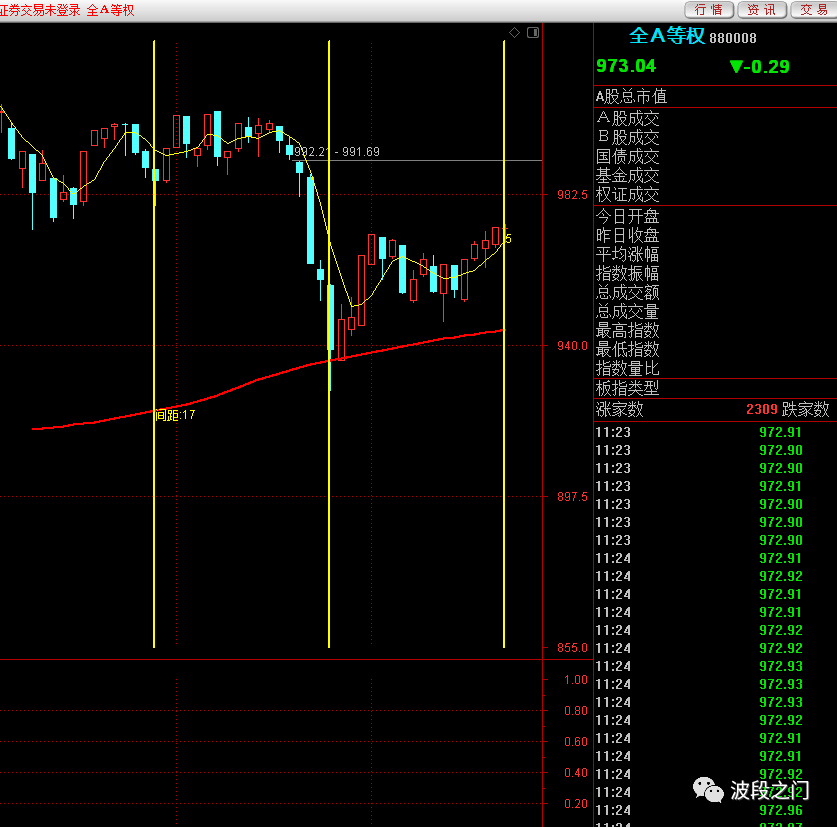 证券交易未登录 全A等权
行情 资讯 交易
全A等权 880008
973.04 ▼-0.29
A股总市值
A股成交
B股成交
国债成交
基金成交
权证成交
今日开盘
昨日收盘
平均涨幅
指数振幅
总成交额
总成交量
最高指数
最低指数
指数量比
板指类型
涨家数 2309 跌家数
- 991.69
982.5
5
940.0
间距:17
897.5
855.0
1.00
0.80
0.60
0.40
0.20
11:23 972.91
11:23 972.90
11:23 972.90
11:23 972.91
11:23 972.90
11:23 972.90
11:23 972.90
11:24 972.91
11:24 972.92
11:24 972.91
11:24 972.91
11:24 972.92
11:24 972.92
11:24 972.93
11:24 972.93
11:24 972.93
11:24 972.92
11:24 972.91
11:24 972.91
11:24 972.92
11:24
11:24 972.96
波段之门